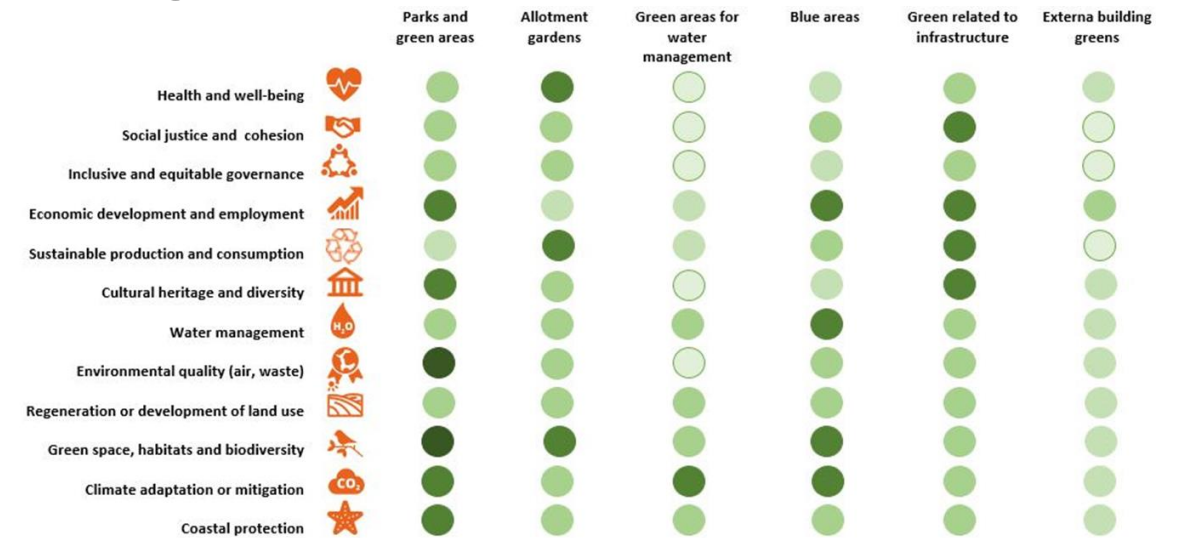 Parks and green areas
Allotment gardens
Green areas for water management
Blue areas
Green related to infrastructure
Externa building greens
Health and well-being
Social justice and cohesion
Inclusive and equitable governance
Economic development and employment
Sustainable production and consumption
Cultural heritage and diversity
Water management
H₂O
Environmental quality (air, waste)
Regeneration or development of land use
Green space, habitats and biodiversity
Climate adaptation or mitigation
CO₂
Coastal protection